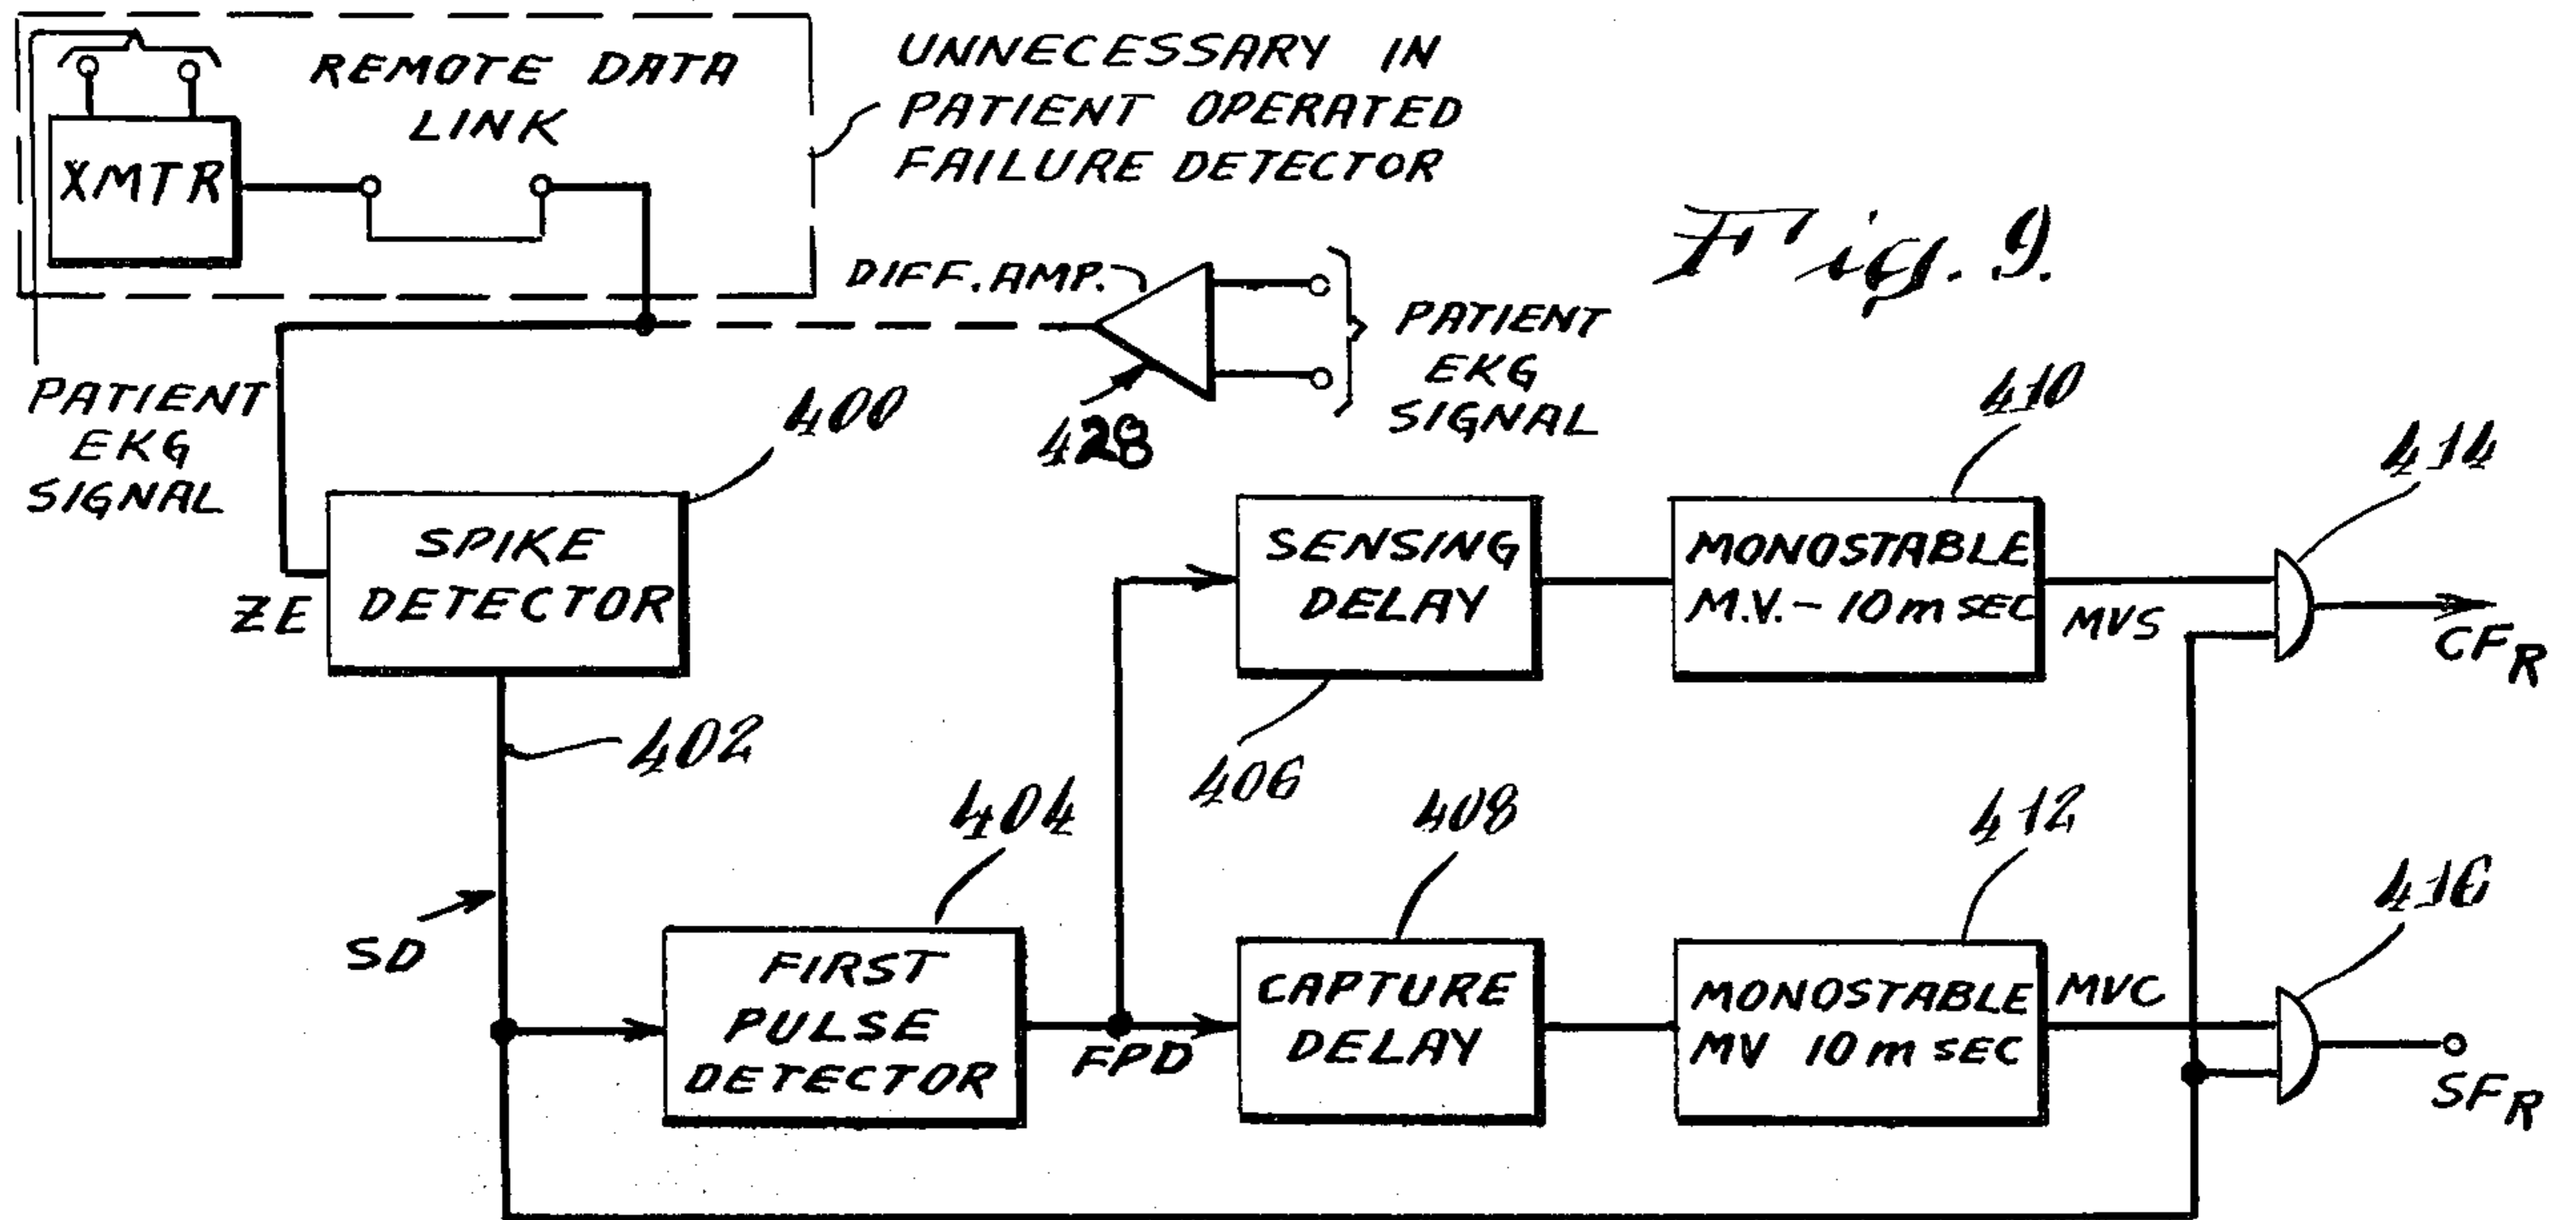 REMOTE DATA
LINK
XMTR
UNNECESSARY IN
PATIENT OPERATED
FAILURE DETECTOR
Fig. 9.
DIFF. AMP.
428
PATIENT
EKG
SIGNAL
PATIENT
EKG
SIGNAL
400
410
414
ZE
SPIKE
DETECTOR
SENSING
DELAY
MONOSTABLE
M.V. - 10 m SEC
MVS
CFR
402
406
404
408
412
416
SD
FIRST
PULSE
DETECTOR
FPD
CAPTURE
DELAY
MONOSTABLE
MV 10 m SEC
MVC
SFR